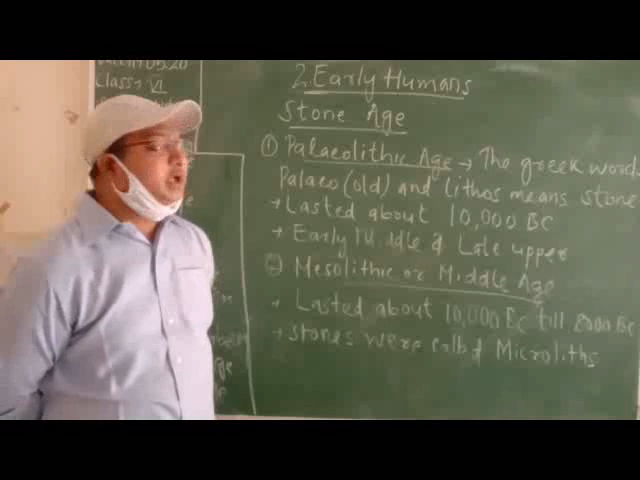 Class: VI
2. Early Humans
Stone Age
① Palaeolithic Age → The greek word
Palaeo (old) and Lithos means stone
→ Lasted about 10,000 BC
→ Early Middle & Late upper
② Mesolithic or Middle Age
→ Lasted about 10,000 BC till 8000 BC
→ Stones were called Microliths